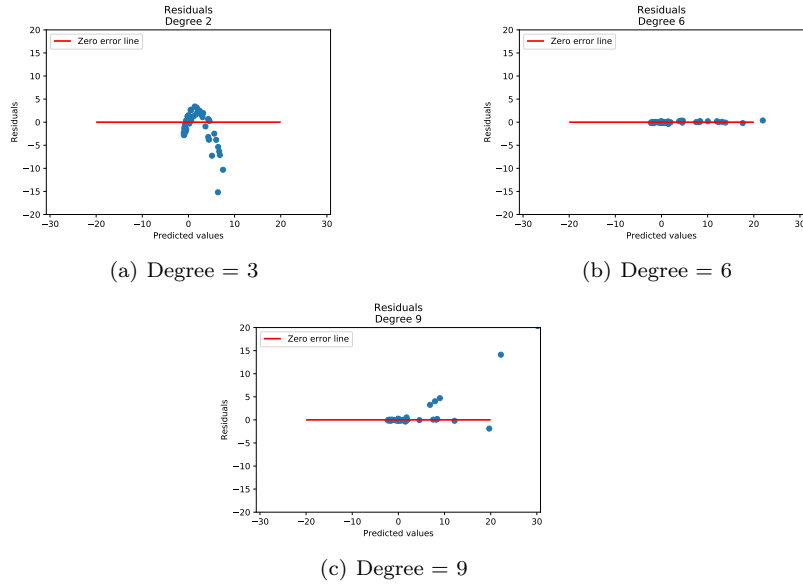 Residuals
Degree 2
Zero error line
20
15
10
5
0
−5
−10
−15
−20
Residuals
−30 −20 −10 0 10 20 30
Predicted values
(a) Degree = 3
Residuals
Degree 6
Zero error line
20
15
10
5
0
−5
−10
−15
−20
Residuals
−30 −20 −10 0 10 20 30
Predicted values
(b) Degree = 6
Residuals
Degree 9
Zero error line
20
15
10
5
0
−5
−10
−15
−20
Residuals
−30 −20 −10 0 10 20 30
Predicted values
(c) Degree = 9